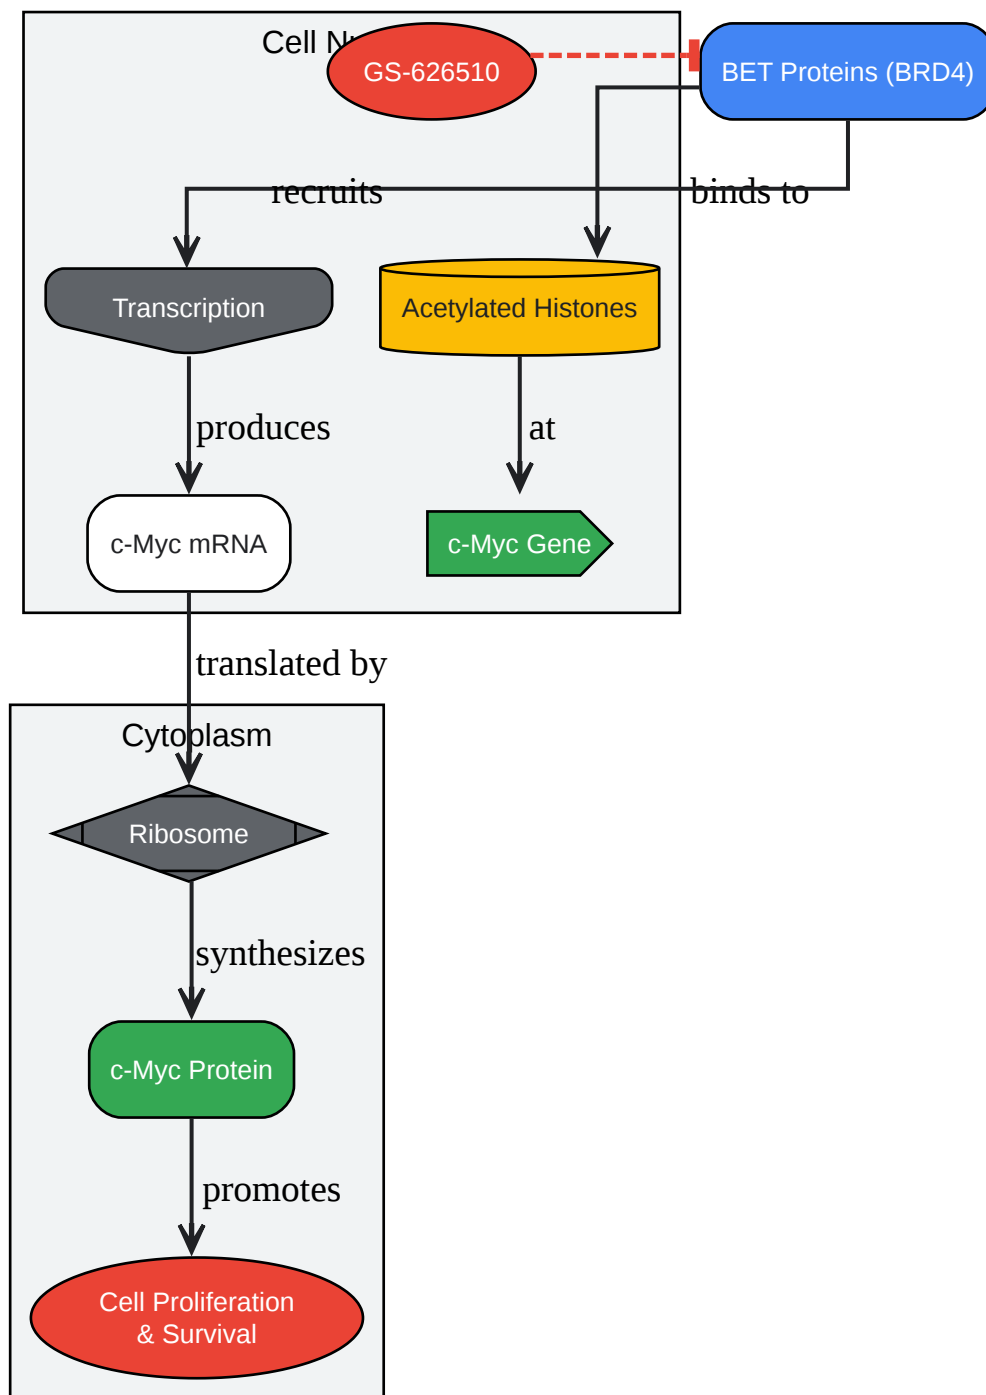 Cell Nu
GS-626510
BET Proteins (BRD4)
recruits
binds to
Transcription
Acetylated Histones
produces
at
c-Myc mRNA
c-Myc Gene
translated by
Cytoplasm
Ribosome
synthesizes
c-Myc Protein
promotes
Cell Proliferation
& Survival